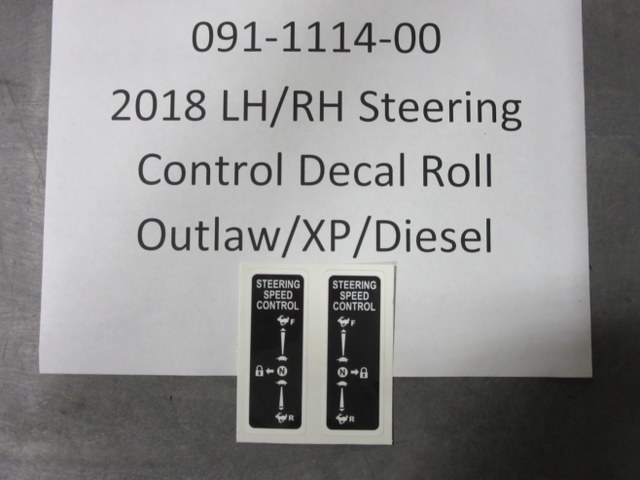 091-1114-00
2018 LH/RH Steering
Control Decal Roll
Outlaw/XP/Diesel
STEERING
SPEED
CONTROL
F
N
R
STEERING
SPEED
CONTROL
F
N
R